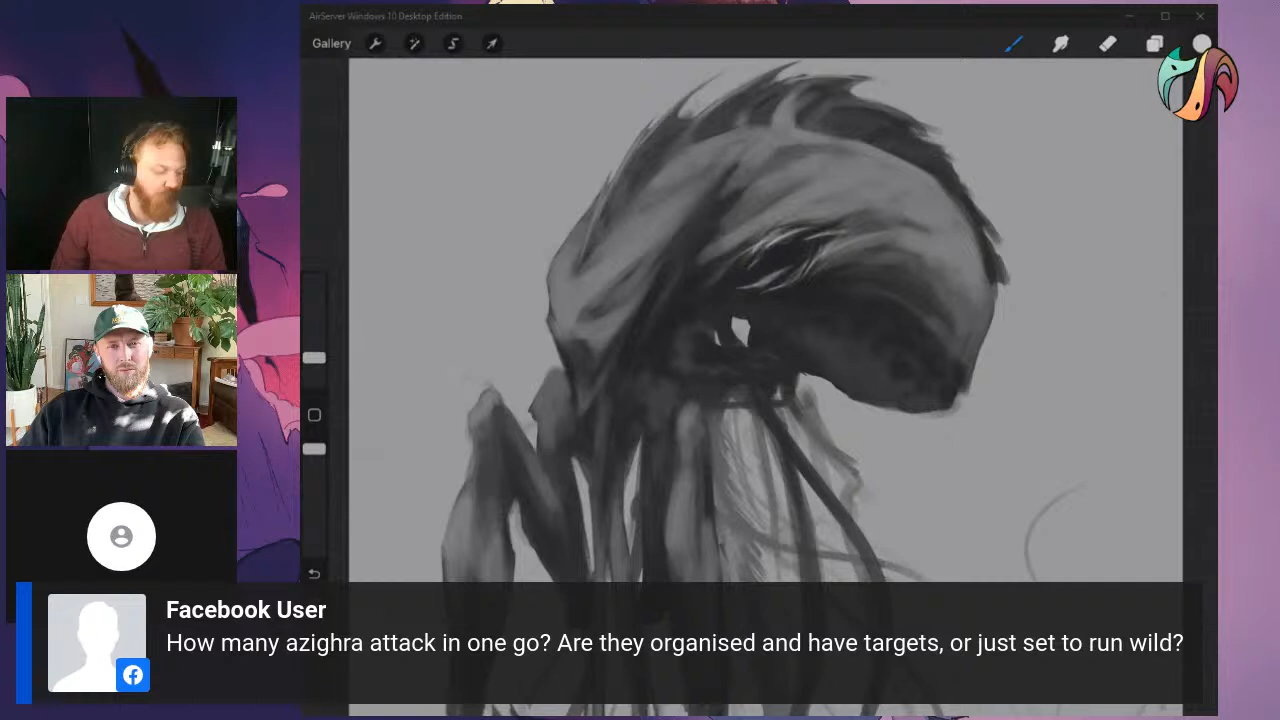 AirServer Windows 10 Desktop Edition
Gallery
Facebook User
How many azighra attack in one go? Are they organised and have targets, or just set to run wild?